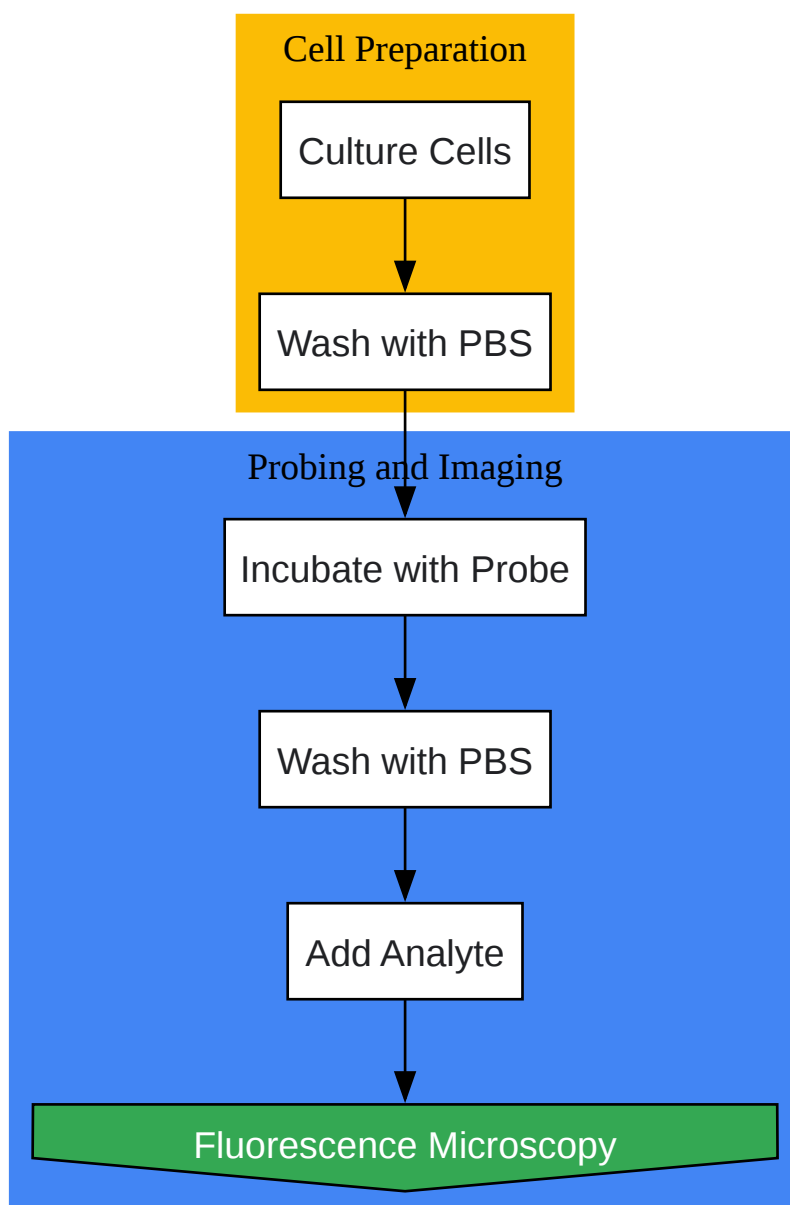 Cell Preparation
Culture Cells
Wash with PBS
Probing and Imaging
Incubate with Probe
Wash with PBS
Add Analyte
Fluorescence Microscopy